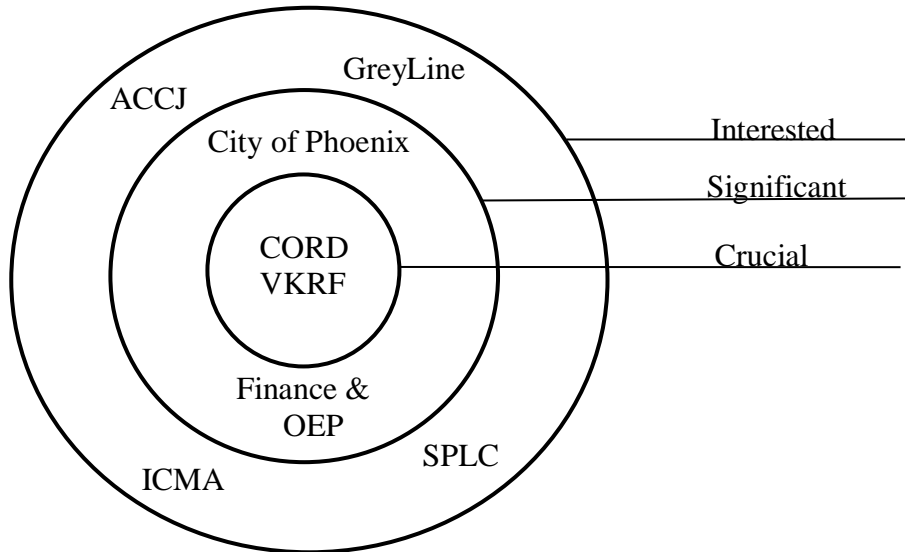 GreyLine
ACCJ
Interested
City of Phoenix
Significant
CORD
VKRF
Crucial
Finance &
OEP
SPLC
ICMA